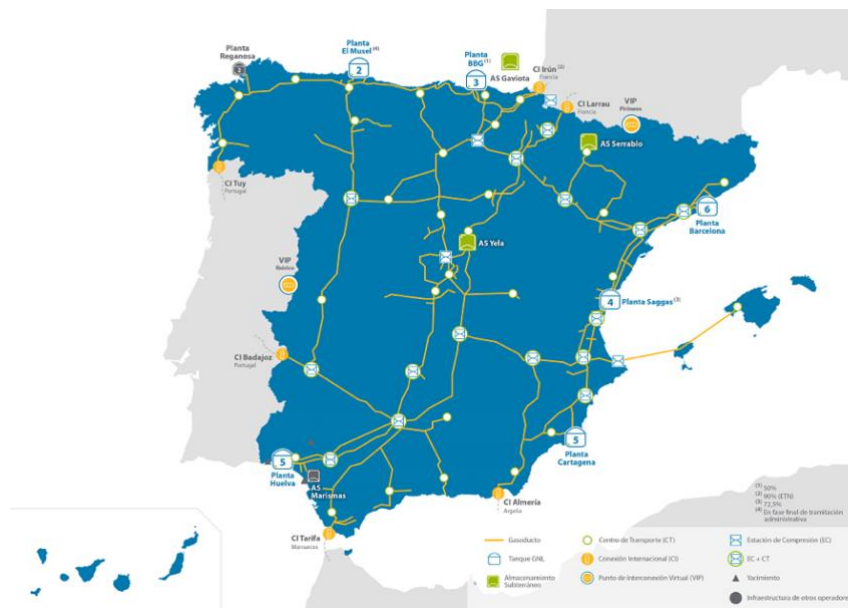 Planta
Reganosa
Planta
El Musel (4)
2
Planta
BBG (1)
3
AS Gaviota
CI Irún (2)
Francia
CI Larrau
Francia
VIP
Pirineos
AS Serrablo
CI Tuy
Portugal
6
Planta
Barcelona
AS Yela
VIP
Ibérico
4
Planta Saggas (3)
CI Badajoz
Portugal
5
Planta
Huelva
AS
Marismas
5
Planta
Cartagena
CI Almería
Argelia
CI Tarifa
Marruecos
(1) 50%
(2) 90% (ETN)
(3) 72,5%
(4) En fase final de tramitación
administrativa
Gasoducto
Centro de Transporte (CT)
Estación de Compresión (EC)
Tanque GNL
Conexión Internacional (CI)
EC + CT
Almacenamiento
Subterráneo
Punto de Interconexión Virtual (VIP)
Yacimiento
Infraestructura de otros operadores